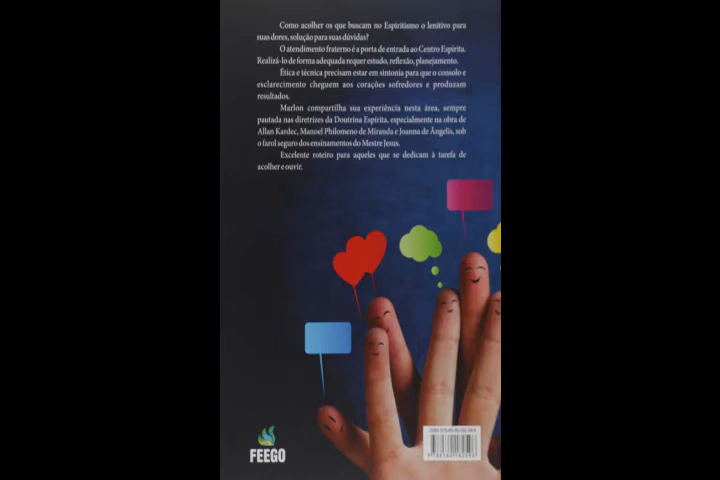 Como acolher os que buscam no Espiritismo o lenitivo para
suas dores, solução para suas dúvidas?
O atendimento fraterno é a porta de entrada ao Centro Espírita.
Realizá-lo de forma adequada requer estudo, reflexão, planejamento.
Ética e técnica precisam estar em sintonia para que o consolo e
esclarecimento cheguem aos corações sofredores e produzam
resultados.
Marlon compartilha sua experiência nesta área, sempre
pautada nas diretrizes da Doutrina Espírita, especialmente na obra de
Allan Kardec, Manoel Philomeno de Miranda e Joanna de Ângelis, sob
o farol seguro dos ensinamentos do Mestre Jesus.
Excelente roteiro para aqueles que se dedicam à tarefa de
acolher e ouvir.
FEEGO